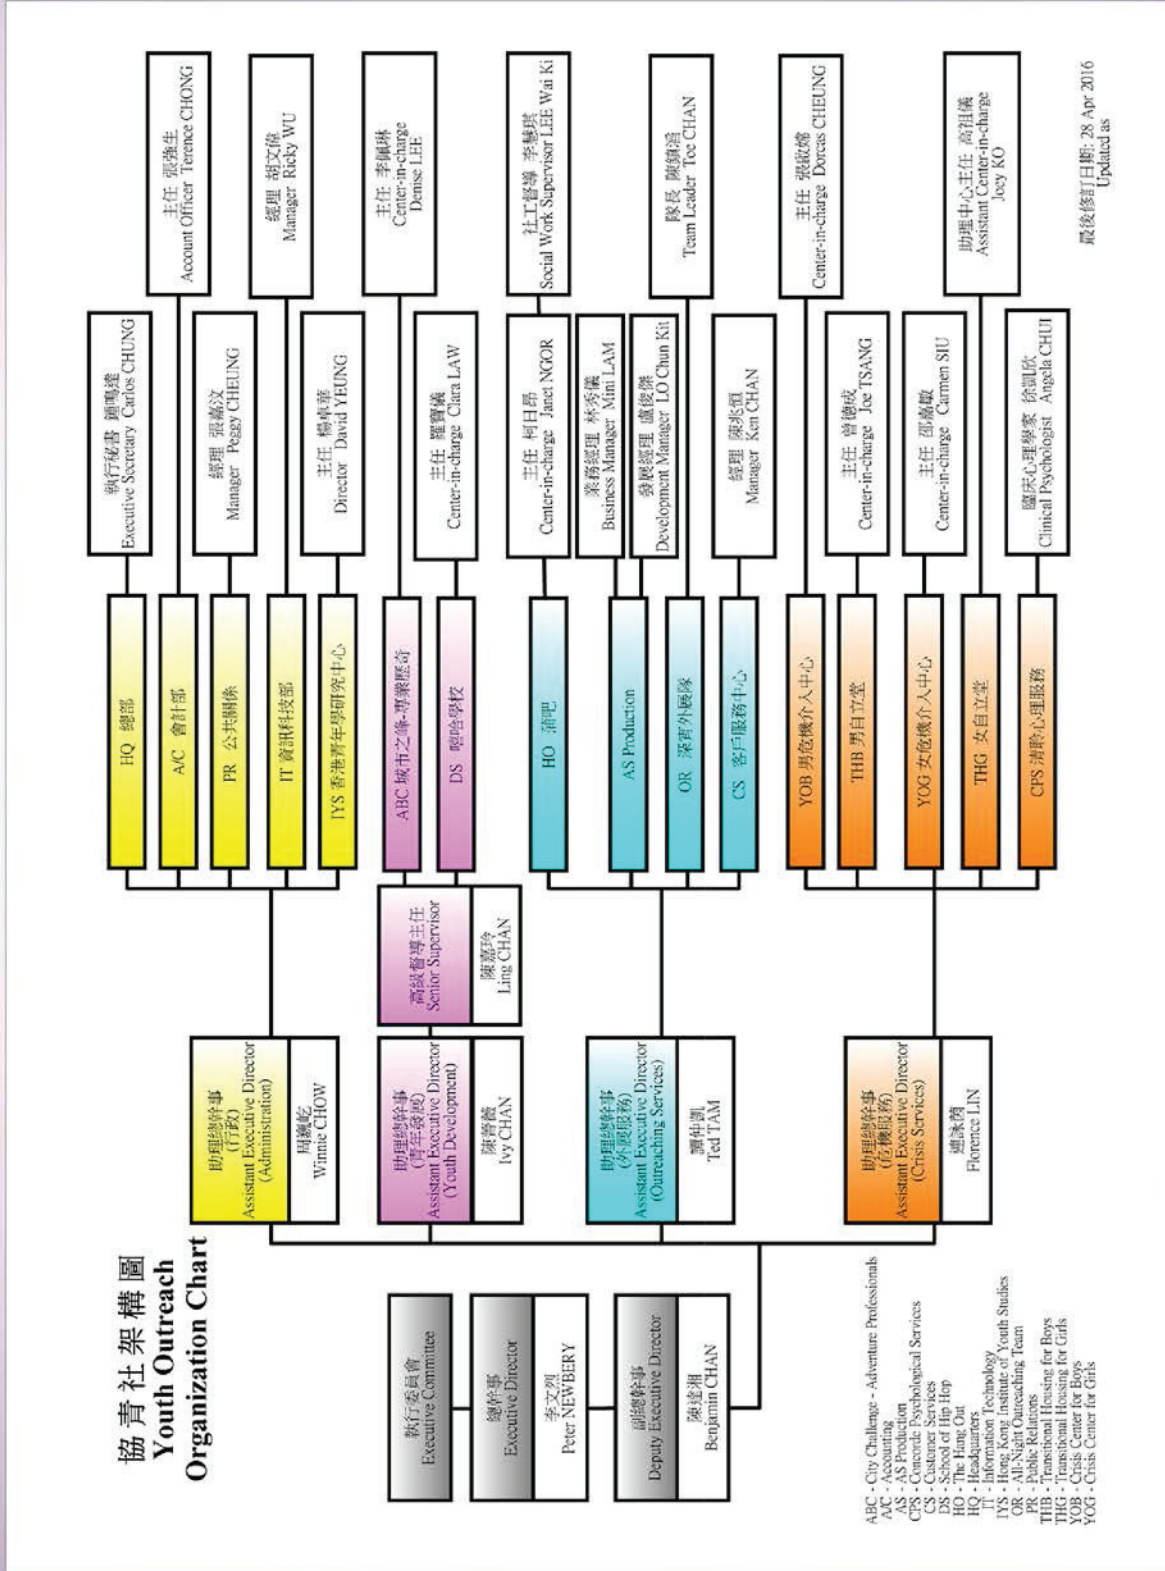 協青社架構圖
Youth Outreach
Organization Chart
執行委員會
Executive Committee
總幹事
Executive Director
李文烈
Peter NEWBERY
副總幹事
Deputy Executive Director
陳達湘
Benjamin CHAN
助理總幹事
(行政)
Assistant Executive Director
(Administration)
周巍屹
Winnie CHOW
助理總幹事
(青年發展)
Assistant Executive Director
(Youth Development)
陳薺薇
Ivy CHAN
高級督導主任
Senior Supervisor
陳嘉玲
Ling CHAN
助理總幹事
(外展服務)
Assistant Executive Director
(Outreaching Services)
譚仲凱
Ted TAM
助理總幹事
(危機服務)
Assistant Executive Director
(Crisis Services)
連詠茵
Florence LIN
HQ 總部
執行秘書 鍾鳴達
Executive Secretary Carlos CHUNG
A/C 會計部
主任 張強生
Account Officer Terence CHONG
PR 公共關係
經理 張嘉汶
Manager Peggy CHEUNG
IT 資訊科技部
經理 胡文偉
Manager Ricky WU
IYS 香港青年學研究中心
主任 楊卓華
Director David YEUNG
ABC 城市之峰-專業歷奇
主任 李佩琳
Center-in-charge
Denise LEE
DS 嘻哈學校
主任 羅寶儀
Center-in-charge Clara LAW
HO 蒲吧
主任 柯日昂
Center-in-charge Janet NGOR
社工督導 李慧琪
Social Work Supervisor LEE Wai Ki
AS Production
業務經理 林秀儀
Business Manager Mini LAM
發展經理 盧俊傑
Development Manager LO Chun Kit
OR 深宵外展隊
隊長 陳鎮滔
Team Leader Toe CHAN
CS 客戶服務中心
經理 陳兆恒
Manager Ken CHAN
YOB 男危機介入中心
主任 張啟嫦
Center-in-charge Dorcas CHEUNG
THB 男自立堂
主任 曾德成
Center-in-charge Joe TSANG
YOG 女危機介入中心
主任 邵嘉敏
Center-in-charge Carmen SIU
THG 女自立堂
助理中心主任 高祖儀
Assistant Center-in-charge
Joey KO
CPS 清聆心理服務
臨床心理學家 徐凱欣
Clinical Psychologist Angela CHUI
ABC - City Challenge - Adventure Professionals
A/C - Accounting
AS - AS Production
CPS - Concorde Psychological Services
CS - Customer Services
DS - School of Hip Hop
HO - The Hang Out
HQ - Headquarters
IT - Information Technology
IYS - Hong Kong Institute of Youth Studies
OR - All-Night Outreaching Team
PR - Public Relations
THB - Transitional Housing for Boys
THG - Transitional Housing for Girls
YOB - Crisis Center for Boys
YOG - Crisis Center for Girls
最後修訂日期: 28 Apr 2016
Updated as